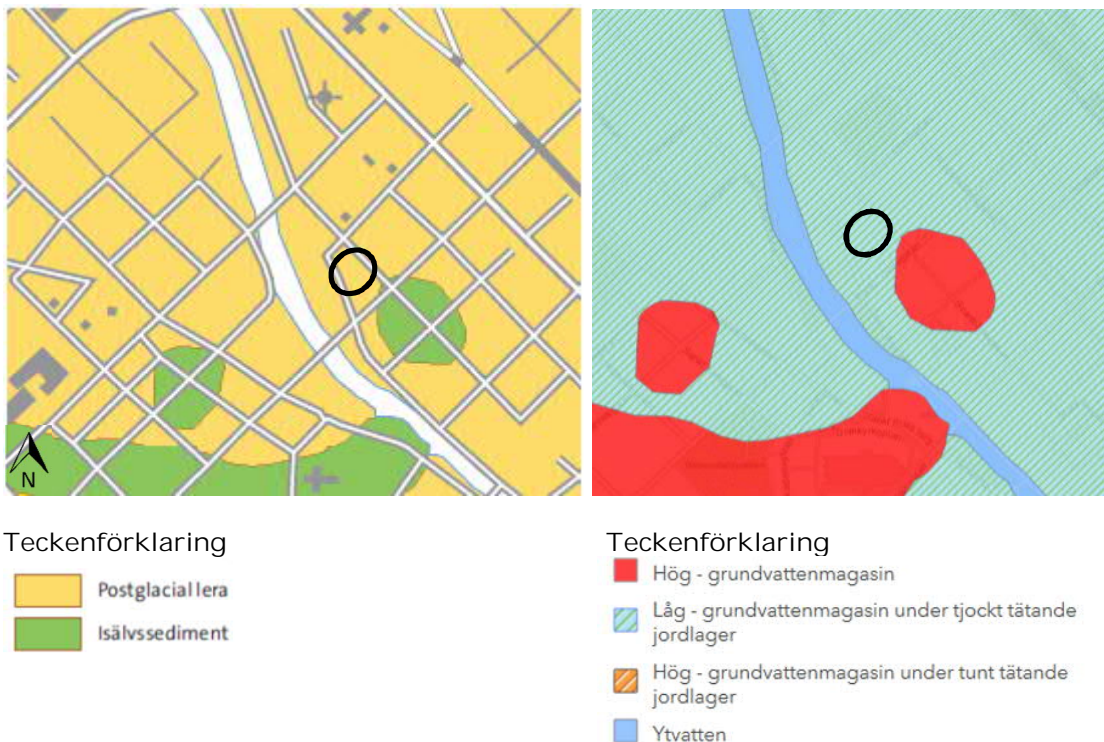 N
Teckenförklaring
Postglacial lera
Isälvssediment
Teckenförklaring
Hög - grundvattenmagasin
Låg - grundvattenmagasin under tjockt tätande
jordlager
Hög - grundvattenmagasin under tunt tätande
jordlager
Ytvatten